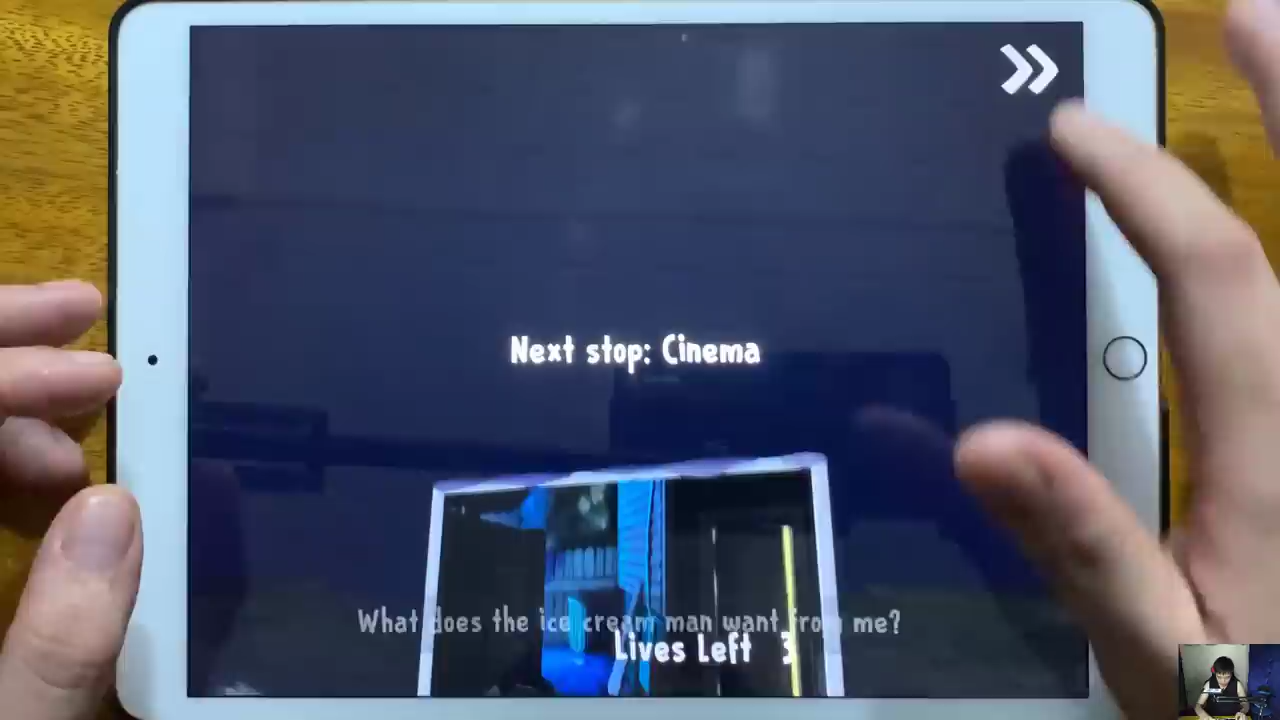 Next stop: Cinema
What does the ice cream man want from me?
Lives Left 3